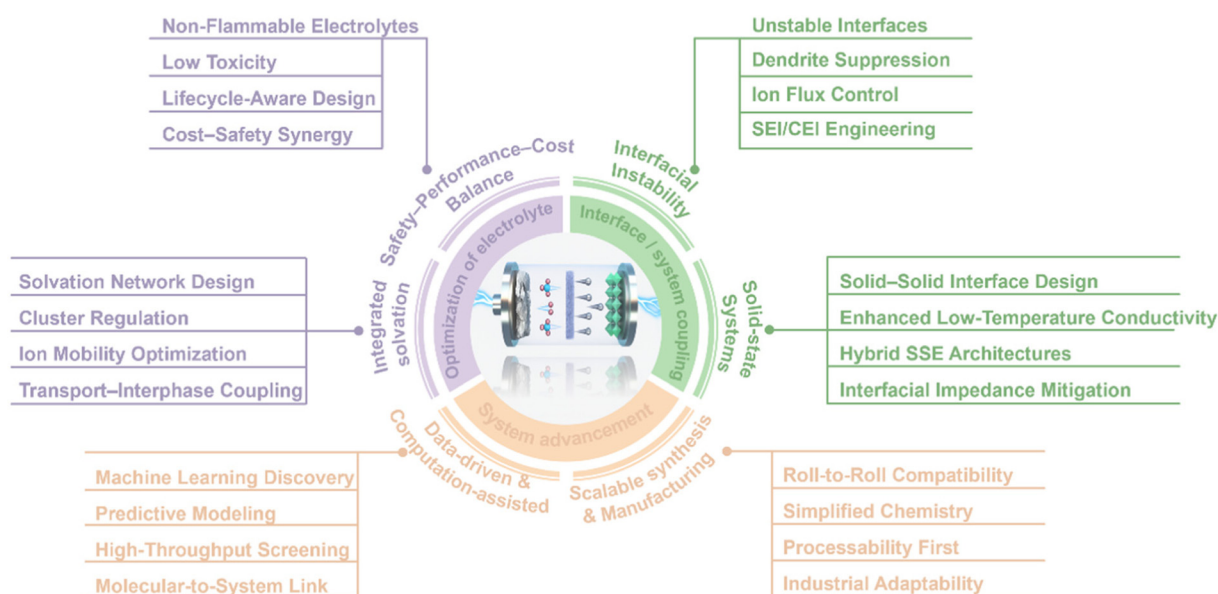 Non-Flammable Electrolytes
Low Toxicity
Lifecycle-Aware Design
Cost–Safety Synergy
Unstable Interfaces
Dendrite Suppression
Ion Flux Control
SEI/CEI Engineering
Safety–Performance–Cost
Balance
Interfacial
Instability
Optimization of electrolyte
Interface / system coupling
Solvation Network Design
Cluster Regulation
Ion Mobility Optimization
Transport–Interphase Coupling
Integrated
solvation
Solid-state
Systems
Solid–Solid Interface Design
Enhanced Low-Temperature Conductivity
Hybrid SSE Architectures
Interfacial Impedance Mitigation
System advancement
Data-driven &
Computation-assisted
Scalable synthesis
& Manufacturing
Machine Learning Discovery
Predictive Modeling
High-Throughput Screening
Molecular-to-System Link
Roll-to-Roll Compatibility
Simplified Chemistry
Processability First
Industrial Adaptability